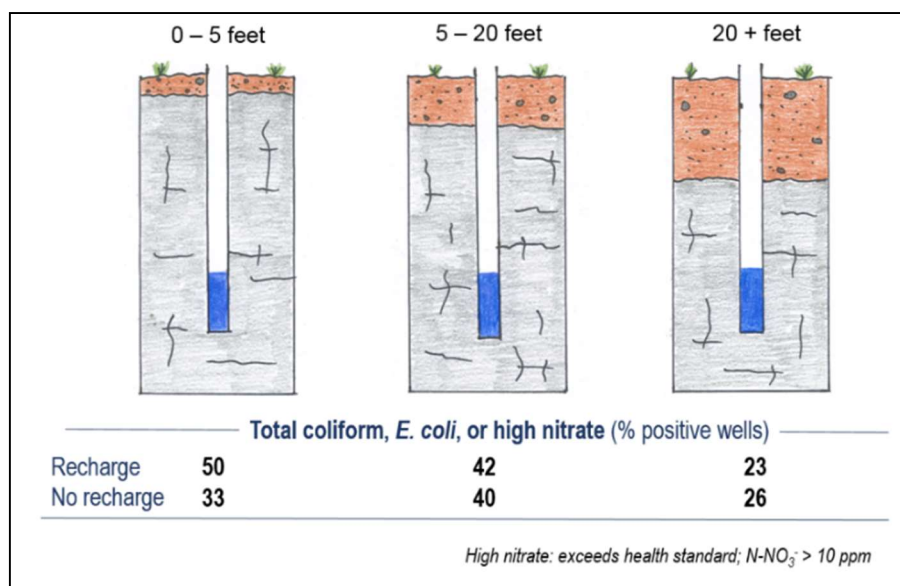 0 – 5 feet 5 – 20 feet 20 + feet
Total coliform, E. coli, or high nitrate (% positive wells)
Recharge 50 42 23
No recharge 33 40 26
High nitrate: exceeds health standard; N-NO₃⁻ > 10 ppm